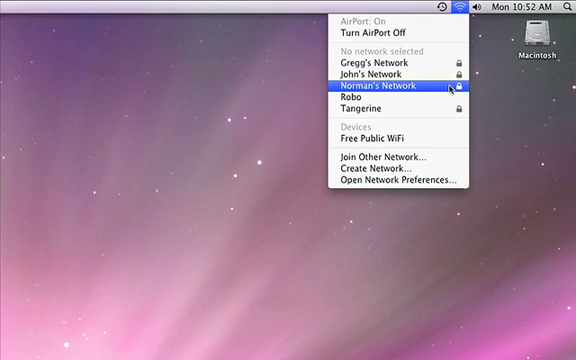 Mon 10:52 AM
AirPort: On
Turn AirPort Off
No network selected
Gregg's Network
John's Network
Norman's Network
Robo
Tangerine
Devices
Free Public WiFi
Join Other Network...
Create Network...
Open Network Preferences...
Macintosh